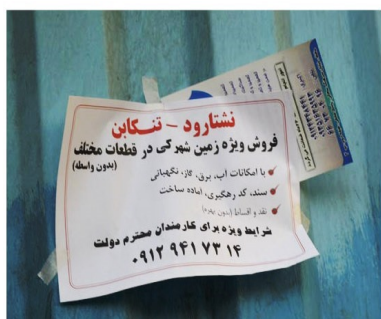 نشتارود - تنکابن
فروش ویژه زمین شهرکی در قطعات مختلف
(بدون واسطه)
با امکانات آب، برق، گاز، نگهبانی
سند، کد رهگیری، آماده ساخت
نقد و اقساط (بدون بهره)
شرایط ویژه برای کارمندان محترم دولت
۰۹۱۲ ۹۴۱ ۷۳ ۱۴